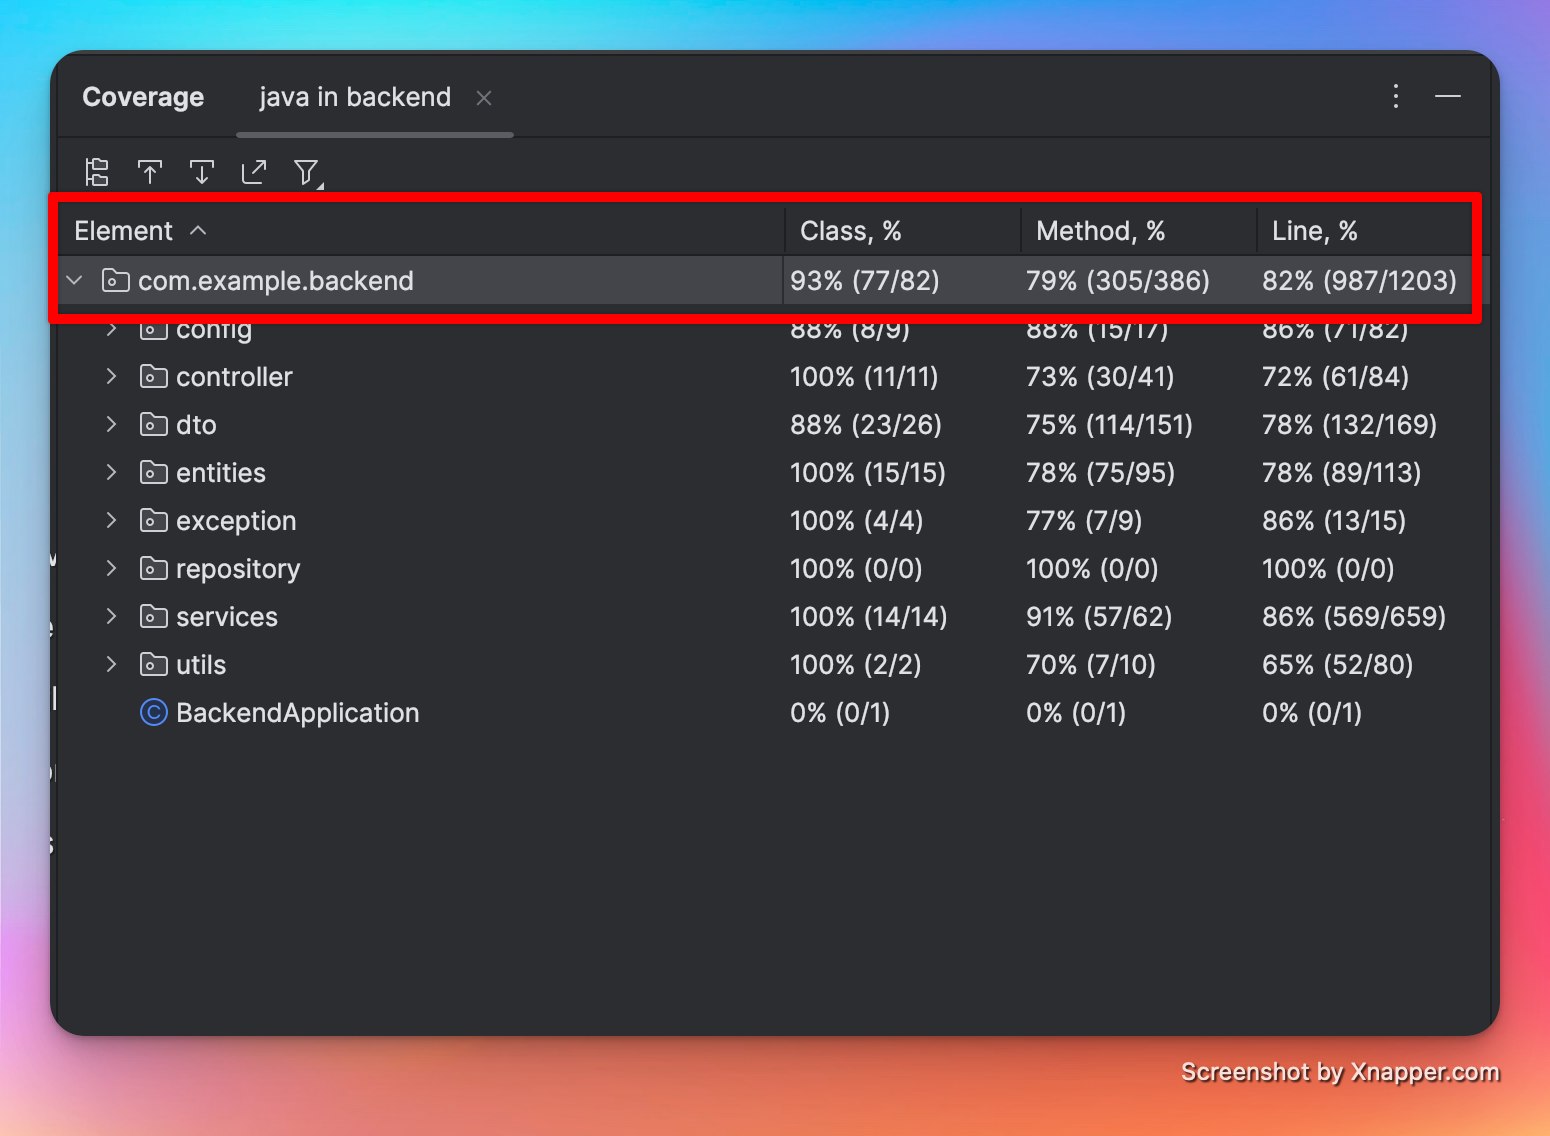 Coverage java in backend
Element Class, % Method, % Line, %
com.example.backend 93% (77/82) 79% (305/386) 82% (987/1203)
config 88% (8/9) 88% (15/17) 86% (71/82)
controller 100% (11/11) 73% (30/41) 72% (61/84)
dto 88% (23/26) 75% (114/151) 78% (132/169)
entities 100% (15/15) 78% (75/95) 78% (89/113)
exception 100% (4/4) 77% (7/9) 86% (13/15)
repository 100% (0/0) 100% (0/0) 100% (0/0)
services 100% (14/14) 91% (57/62) 86% (569/659)
utils 100% (2/2) 70% (7/10) 65% (52/80)
BackendApplication 0% (0/1) 0% (0/1) 0% (0/1)
Screenshot by Xnapper.com